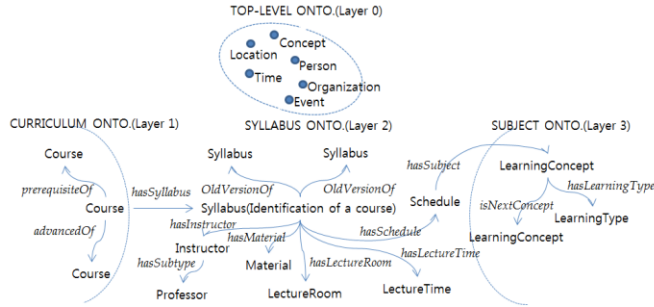 TOP-LEVEL ONTO.(Layer 0)
Concept
Location
Person
Time
Organization
Event
CURRICULUM ONTO.(Layer 1)
SYLLABUS ONTO.(Layer 2)
SUBJECT ONTO.(Layer 3)
Course
Syllabus
Syllabus
hasSubject
LearningConcept
prerequisiteOf
hasSyllabus
OldVersionOf
OldVersionOf
hasLearningType
Course
Syllabus(Identification of a course)
Schedule
isNextConcept
LearningType
advancedOf
hasInstructor
hasMaterial
hasSchedule
LearningConcept
Instructor
hasLectureTime
hasSubtype
Material
hasLectureRoom
Course
Professor
LectureRoom
LectureTime